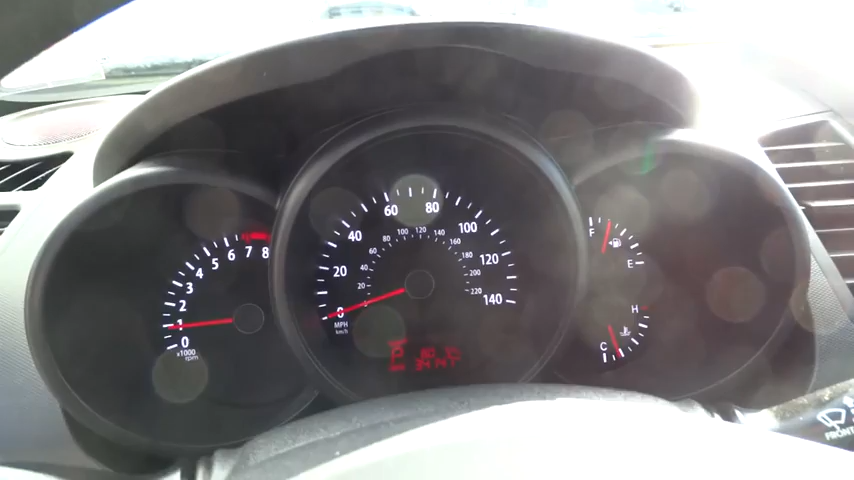 0 1 2 3 4 5 6 7 8
x1000
rpm
0 20 40 60 80 100 120 140
20 40 60 80 100 120 140 160 180 200 220
MPH
km/h
P
F
E
H
C
FRONT